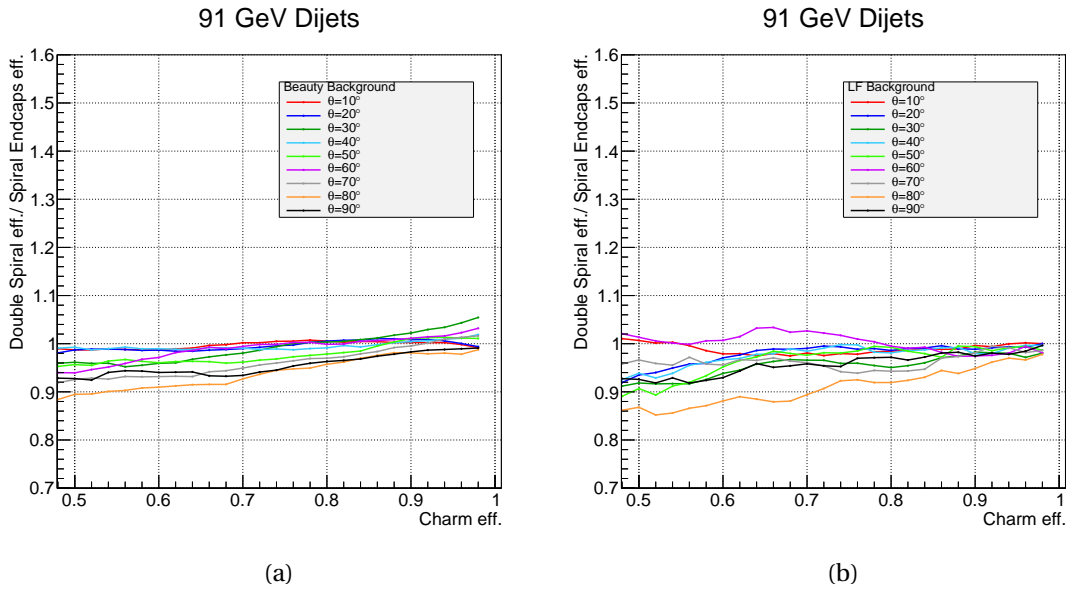 91 GeV Dijets
Double Spiral eff./ Spiral Endcaps eff.
1.6
1.5
1.4
1.3
1.2
1.1
1
0.9
0.8
0.7
Beauty Background
θ=10°
θ=20°
θ=30°
θ=40°
θ=50°
θ=60°
θ=70°
θ=80°
θ=90°
0.5 0.6 0.7 0.8 0.9 1
Charm eff.
(a)
91 GeV Dijets
Double Spiral eff./ Spiral Endcaps eff.
1.6
1.5
1.4
1.3
1.2
1.1
1
0.9
0.8
0.7
LF Background
θ=10°
θ=20°
θ=30°
θ=40°
θ=50°
θ=60°
θ=70°
θ=80°
θ=90°
0.5 0.6 0.7 0.8 0.9 1
Charm eff.
(b)